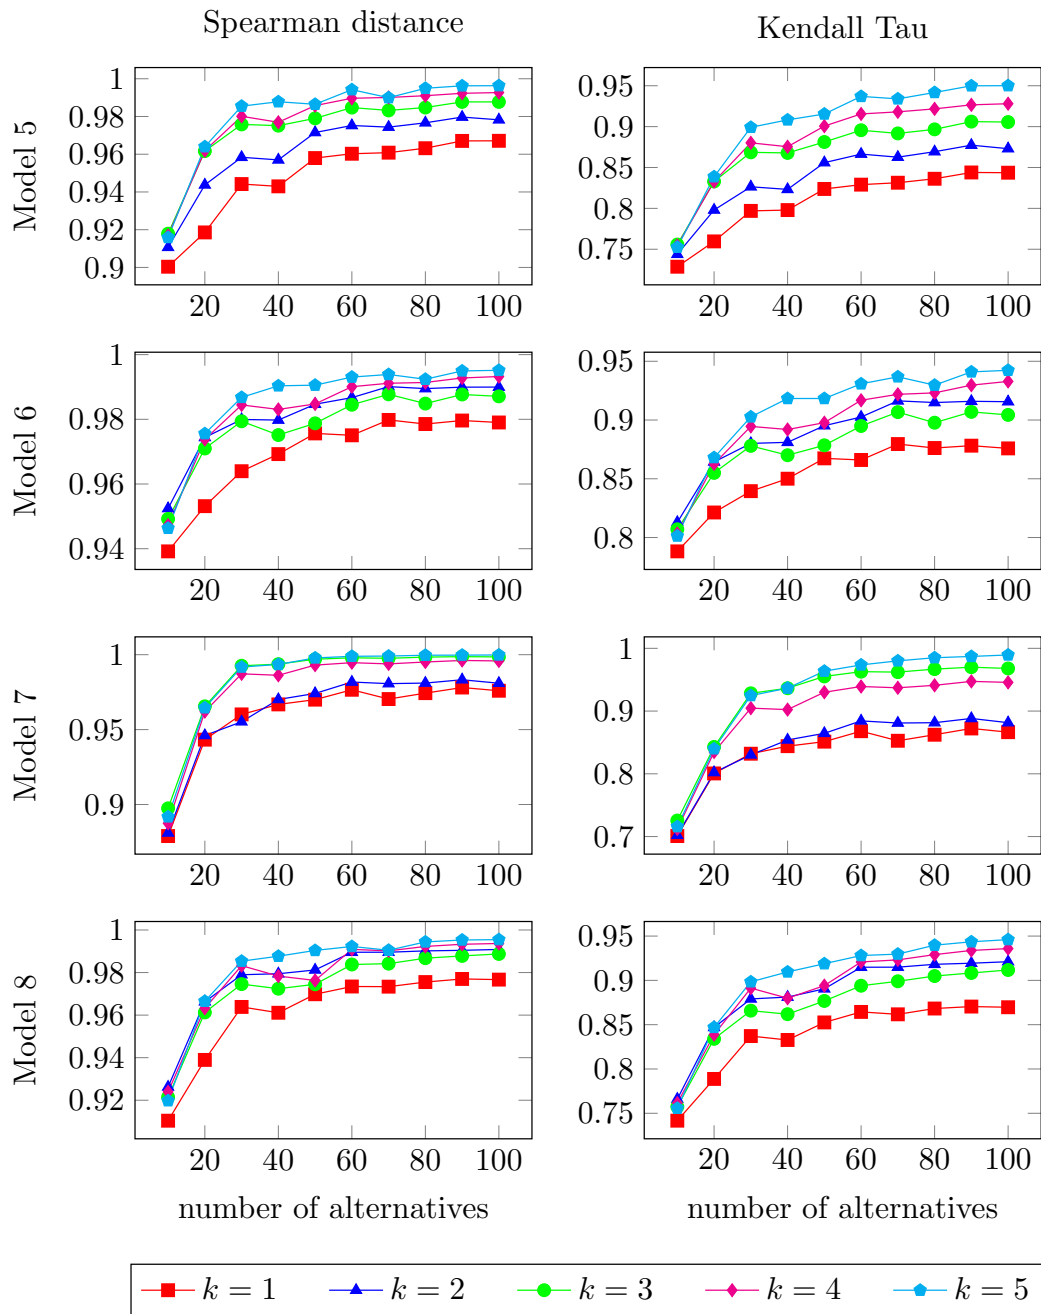 Spearman distance Kendall Tau
Model 5
1
0.98
0.96
0.94
0.92
0.9
20 40 60 80 100
0.95
0.9
0.85
0.8
0.75
20 40 60 80 100
Model 6
1
0.98
0.96
0.94
20 40 60 80 100
0.95
0.9
0.85
0.8
20 40 60 80 100
Model 7
1
0.95
0.9
20 40 60 80 100
1
0.9
0.8
0.7
20 40 60 80 100
Model 8
1
0.98
0.96
0.94
0.92
20 40 60 80 100
number of alternatives
0.95
0.9
0.85
0.8
0.75
20 40 60 80 100
number of alternatives
k = 1 k = 2 k = 3 k = 4 k = 5